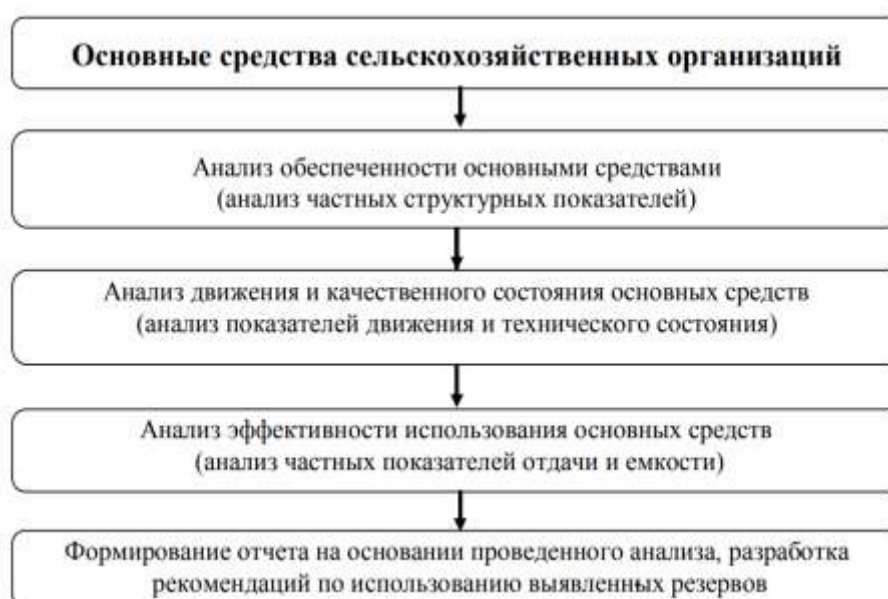 Основные средства сельскохозяйственных организаций
Анализ обеспеченности основными средствами
(анализ частных структурных показателей)
Анализ движения и качественного состояния основных средств
(анализ показателей движения и технического состояния)
Анализ эффективности использования основных средств
(анализ частных показателей отдачи и емкости)
Формирование отчета на основании проведенного анализа, разработка
рекомендаций по использованию выявленных резервов